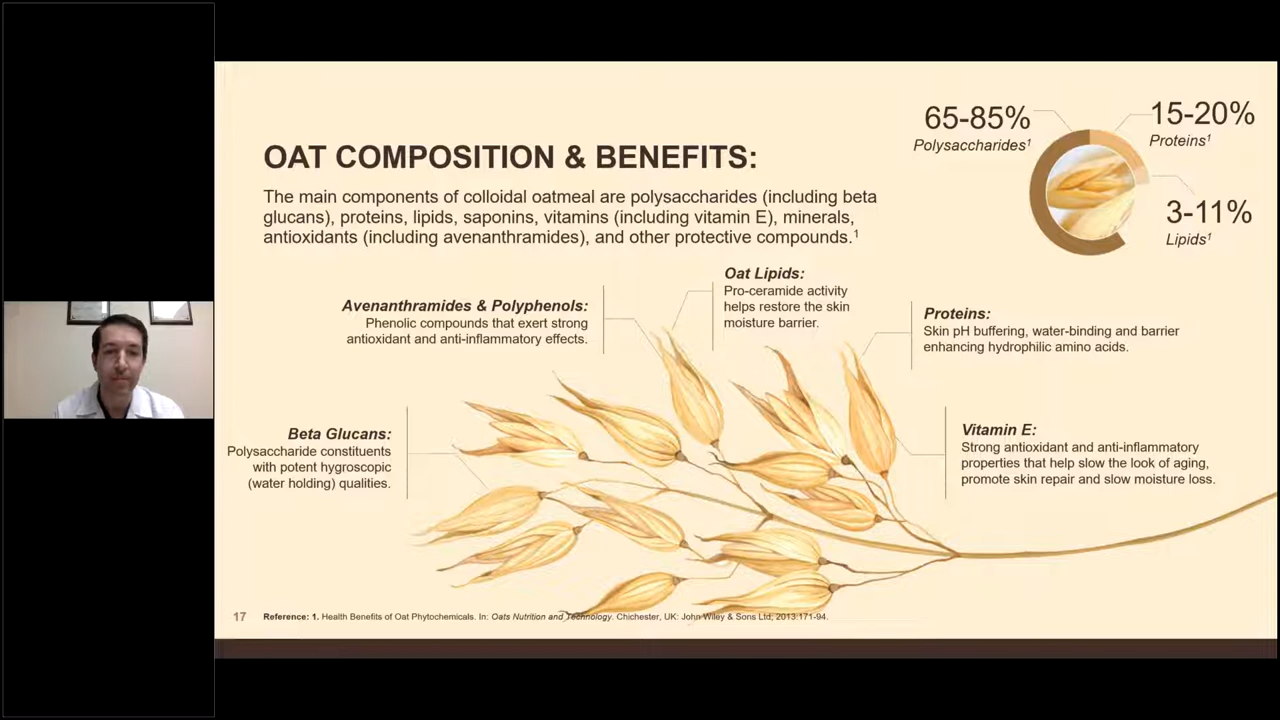 65-85%
Polysaccharides¹
15-20%
Proteins¹
3-11%
Lipids¹
OAT COMPOSITION & BENEFITS:
The main components of colloidal oatmeal are polysaccharides (including beta
glucans), proteins, lipids, saponins, vitamins (including vitamin E), minerals,
antioxidants (including avenanthramides), and other protective compounds.¹
Avenanthramides & Polyphenols:
Phenolic compounds that exert strong
antioxidant and anti-inflammatory effects.
Oat Lipids:
Pro-ceramide activity
helps restore the skin
moisture barrier.
Proteins:
Skin pH buffering, water-binding and barrier
enhancing hydrophilic amino acids.
Beta Glucans:
Polysaccharide constituents
with potent hygroscopic
(water holding) qualities.
Vitamin E:
Strong antioxidant and anti-inflammatory
properties that help slow the look of aging,
promote skin repair and slow moisture loss.
17
Reference: 1. Health Benefits of Oat Phytochemicals. In: Oats Nutrition and Technology. Chichester, UK: John Wiley & Sons Ltd; 2013:171-94.